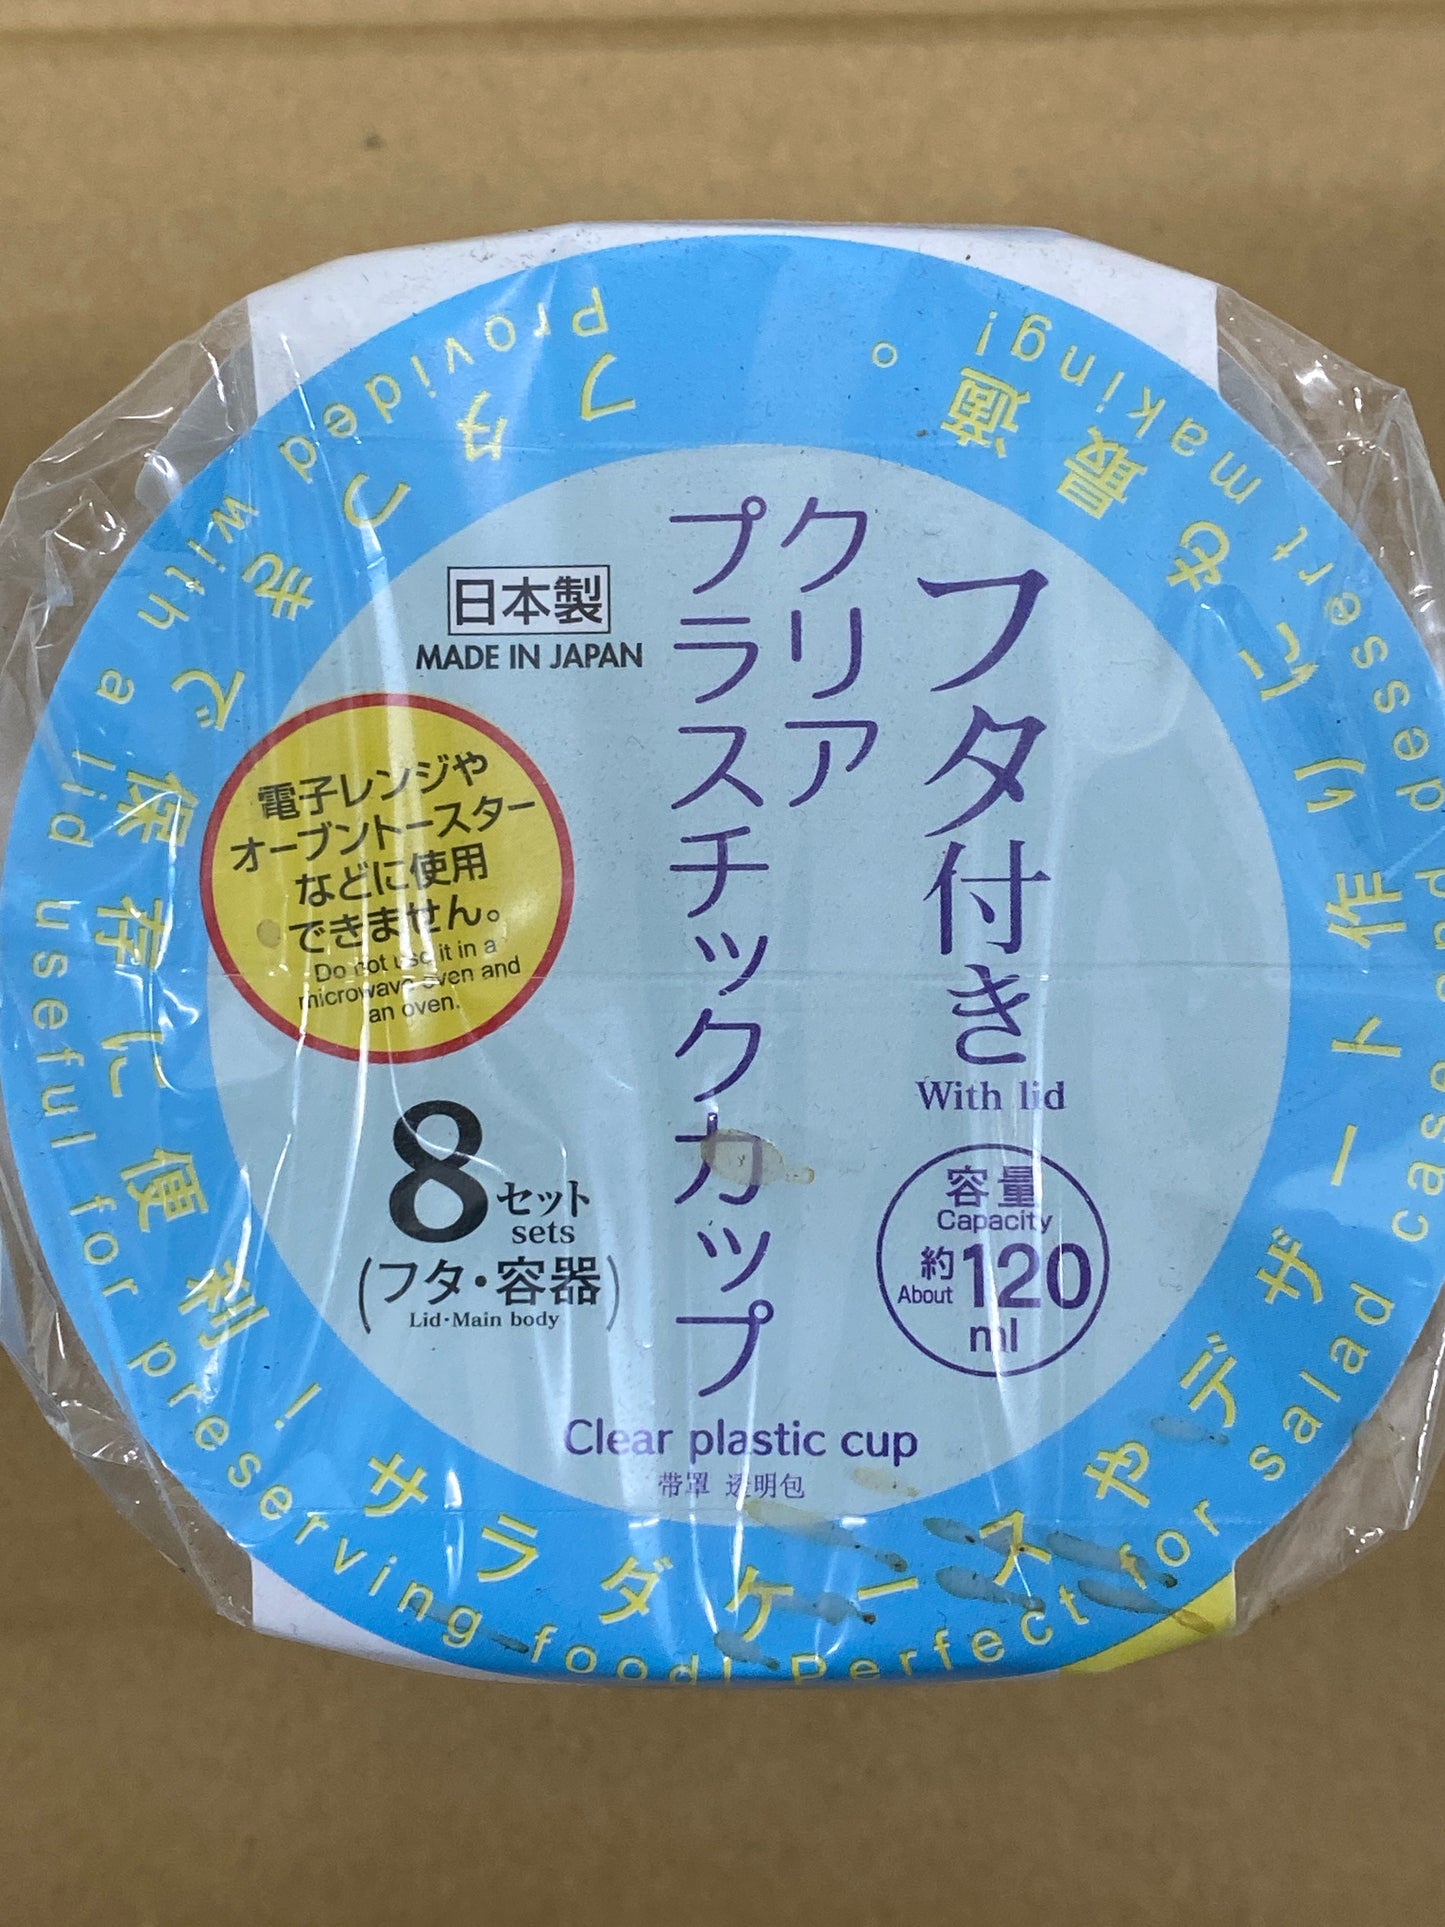 フタつきで保存に便利!サラダケースやデザート作りにも最適。
Provided with a lid useful for preserving food! Perfect for salad case and dessert making!
フタ付き
With lid
クリア
プラスチックカップ
Clear plastic cup
带罩 透明包
容量
Capacity
約120
About
ml
日本製
MADE IN JAPAN
電子レンジや
オーブントースター
などに使用
できません。
Do not use it in a
microwave oven and
an oven.
8セット
sets
(フタ・容器)
Lid・Main body